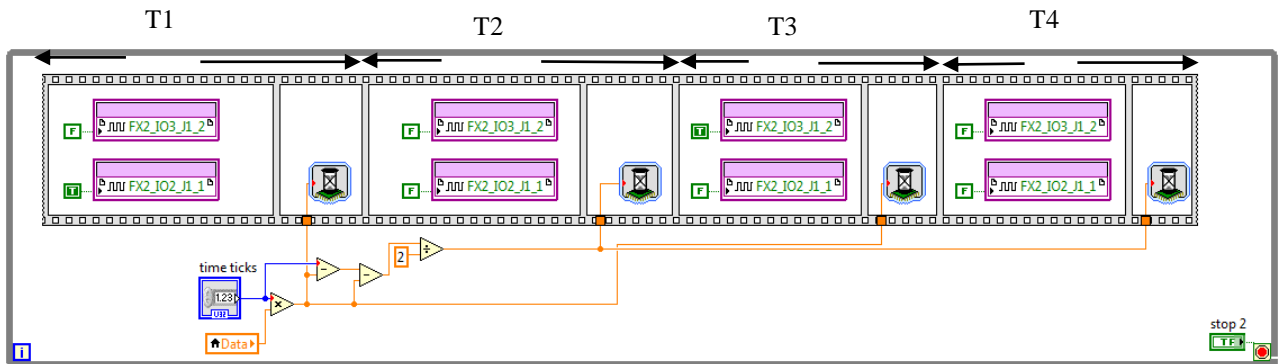 T1 T2 T3 T4
F FX2_IO3_J1_2 F FX2_IO3_J1_2 T FX2_IO3_J1_2 F FX2_IO3_J1_2
T FX2_IO2_J1_1 F FX2_IO2_J1_1 F FX2_IO2_J1_1 F FX2_IO2_J1_1
2 ÷
time ticks
- -
1.23
U32
×
Data
stop 2
TF
i